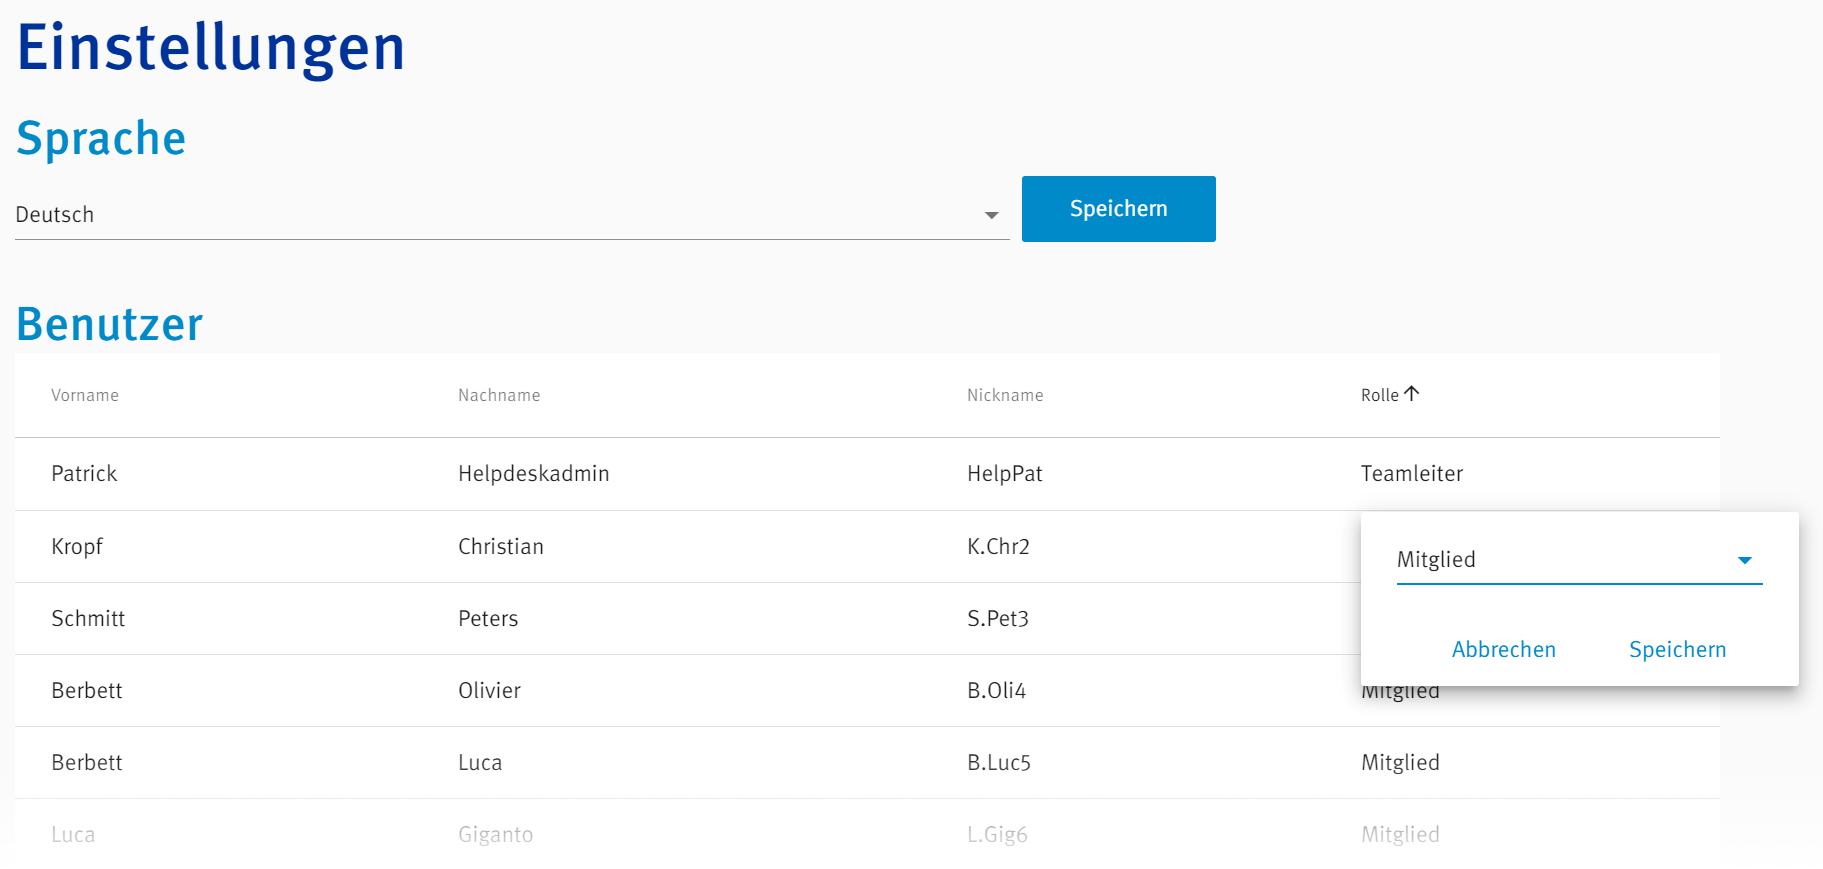 Einstellungen
Sprache
Deutsch
Speichern
Benutzer
Vorname Nachname Nickname Rolle
Patrick Helpdeskadmin HelpPat Teamleiter
Kropf Christian K.Chr2
Mitglied
Schmitt Peters S.Pet3
Abbrechen Speichern
Berbett Olivier B.Oli4 Mitglied
Berbett Luca B.Luc5 Mitglied
Luca Giganto L.Gig6 Mitglied